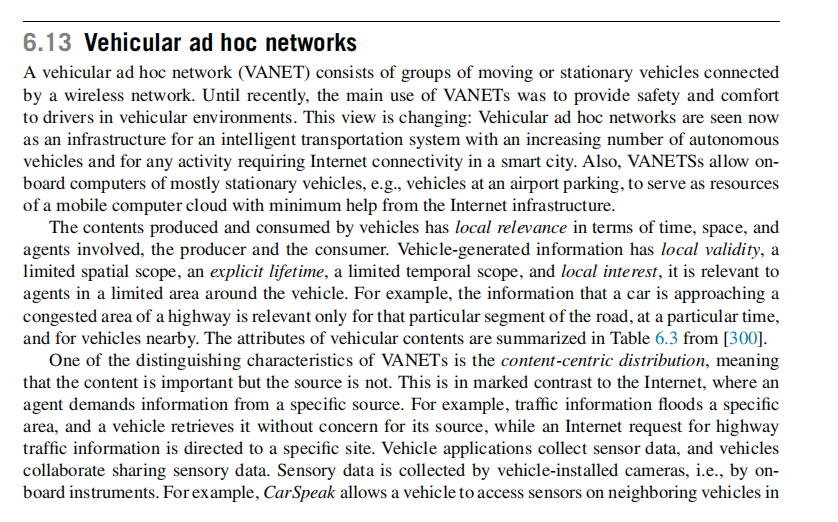 6.13 Vehicular ad hoc networks
A vehicular ad hoc network (VANET) consists of groups of moving or stationary vehicles connected
by a wireless network. Until recently, the main use of VANETs was to provide safety and comfort
to drivers in vehicular environments. This view is changing: Vehicular ad hoc networks are seen now
as an infrastructure for an intelligent transportation system with an increasing number of autonomous
vehicles and for any activity requiring Internet connectivity in a smart city. Also, VANETSs allow on-
board computers of mostly stationary vehicles, e.g., vehicles at an airport parking, to serve as resources
of a mobile computer cloud with minimum help from the Internet infrastructure.
The contents produced and consumed by vehicles has local relevance in terms of time, space, and
agents involved, the producer and the consumer. Vehicle-generated information has local validity, a
limited spatial scope, an explicit lifetime, a limited temporal scope, and local interest, it is relevant to
agents in a limited area around the vehicle. For example, the information that a car is approaching a
congested area of a highway is relevant only for that particular segment of the road, at a particular time,
and for vehicles nearby. The attributes of vehicular contents are summarized in Table 6.3 from [300].
One of the distinguishing characteristics of VANETs is the content-centric distribution, meaning
that the content is important but the source is not. This is in marked contrast to the Internet, where an
agent demands information from a specific source. For example, traffic information floods a specific
area, and a vehicle retrieves it without concern for its source, while an Internet request for highway
traffic information is directed to a specific site. Vehicle applications collect sensor data, and vehicles
collaborate sharing sensory data. Sensory data is collected by vehicle-installed cameras, i.e., by on-
board instruments. For example, CarSpeak allows a vehicle to access sensors on neighboring vehicles in